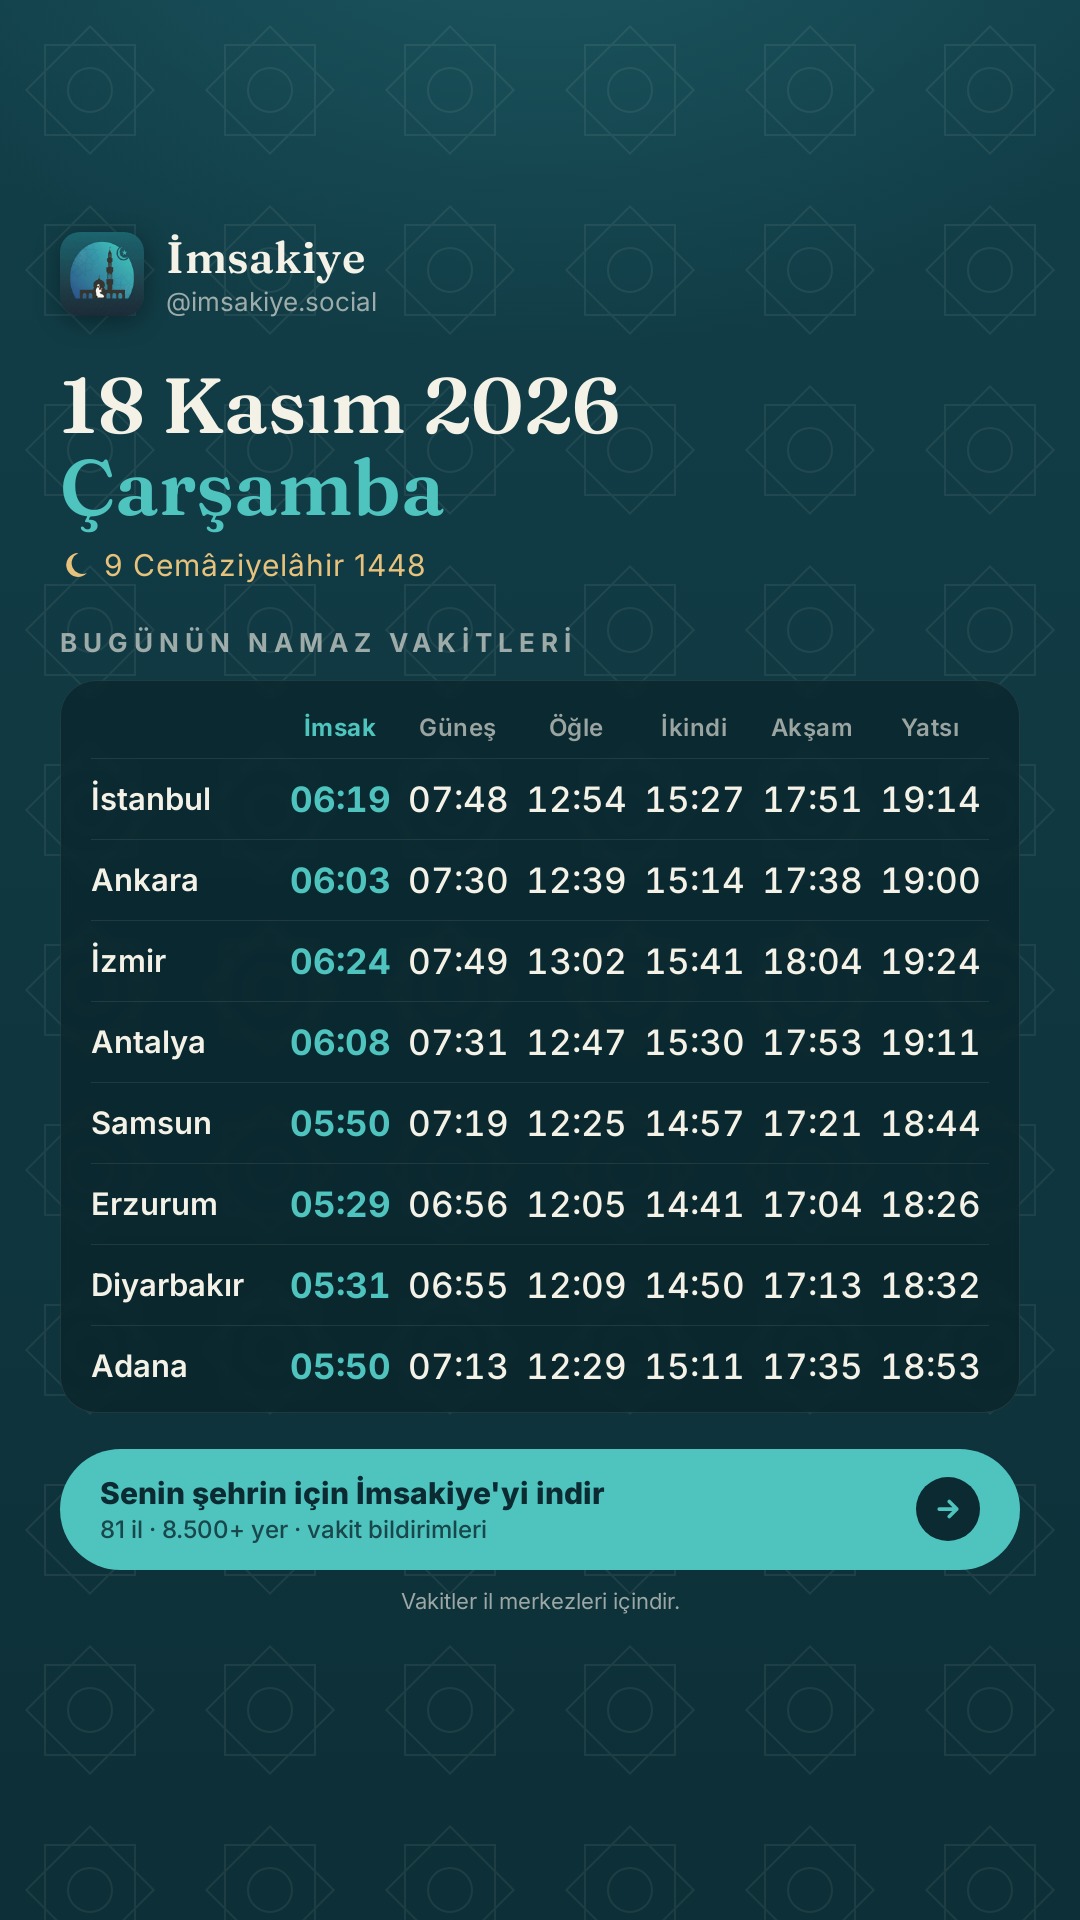 İmsakiye
@imsakiye.social
18 Kasım 2026
Çarşamba
9 Cemâziyelâhir 1448
BUGÜNÜN NAMAZ VAKİTLERİ
İmsak Güneş Öğle İkindi Akşam Yatsı
İstanbul 06:19 07:48 12:54 15:27 17:51 19:14
Ankara 06:03 07:30 12:39 15:14 17:38 19:00
İzmir 06:24 07:49 13:02 15:41 18:04 19:24
Antalya 06:08 07:31 12:47 15:30 17:53 19:11
Samsun 05:50 07:19 12:25 14:57 17:21 18:44
Erzurum 05:29 06:56 12:05 14:41 17:04 18:26
Diyarbakır 05:31 06:55 12:09 14:50 17:13 18:32
Adana 05:50 07:13 12:29 15:11 17:35 18:53
Senin şehrin için İmsakiye'yi indir
81 il · 8.500+ yer · vakit bildirimleri
Vakitler il merkezleri içindir.